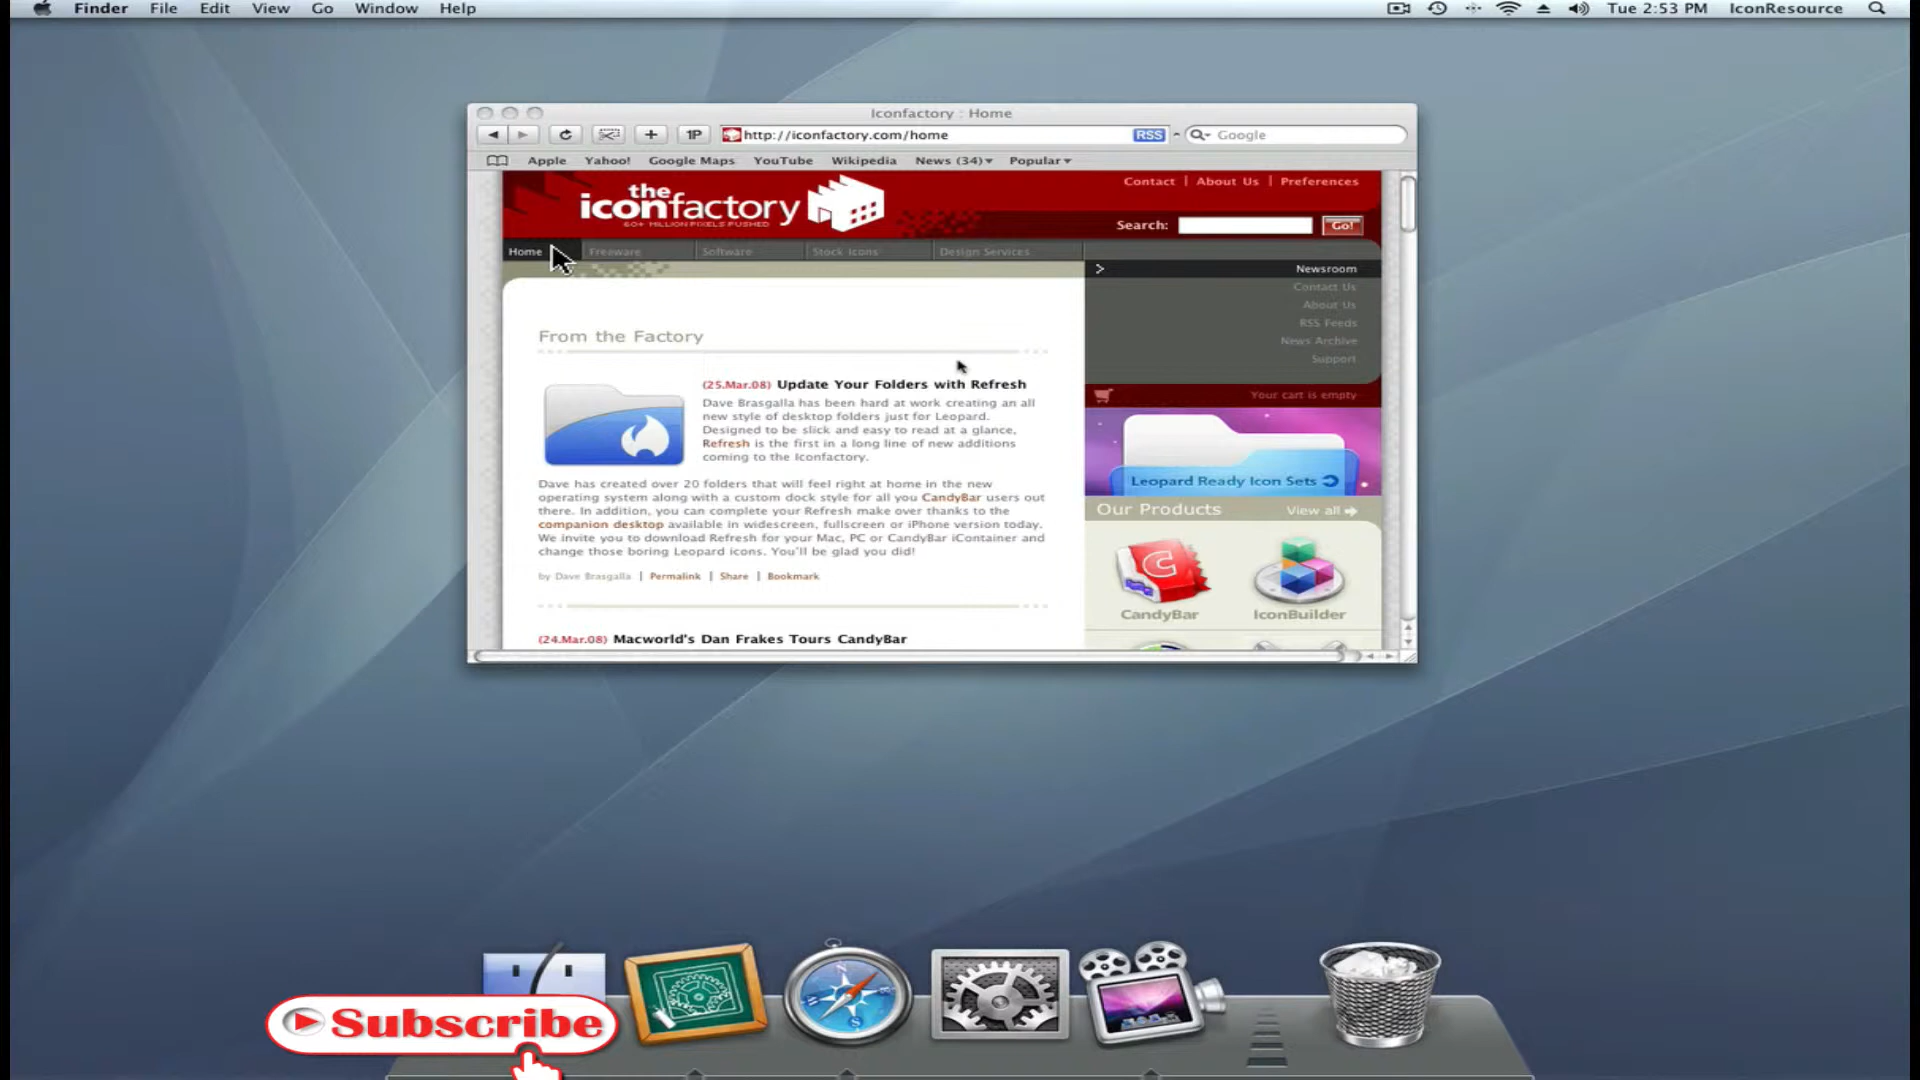 Finder File Edit View Go Window Help Tue 2:53 PM IconResource
Iconfactory : Home
1P http://iconfactory.com/home RSS Google
Apple Yahoo! Google Maps YouTube Wikipedia News (34) Popular
the
iconfactory
60+ MILLION PIXELS PUSHED
Contact | About Us | Preferences
Search: Go!
Home Freeware Software Stock Icons Design Services
> Newsroom
Contact Us
About Us
RSS Feeds
News Archive
Support
Your cart is empty
From the Factory
(25.Mar.08) Update Your Folders with Refresh
Dave Brasgalla has been hard at work creating an all
new style of desktop folders just for Leopard.
Designed to be slick and easy to read at a glance,
Refresh is the first in a long line of new additions
coming to the Iconfactory.
Dave has created over 20 folders that will feel right at home in the new
operating system along with a custom dock style for all you CandyBar users out
there. In addition, you can complete your Refresh make over thanks to the
companion desktop available in widescreen, fullscreen or iPhone version today.
We invite you to download Refresh for your Mac, PC or CandyBar iContainer and
change those boring Leopard icons. You'll be glad you did!
by Dave Brasgalla | Permalink | Share | Bookmark
(24.Mar.08) Macworld's Dan Frakes Tours CandyBar
Leopard Ready Icon Sets
Our Products View all
C
CandyBar IconBuilder
Subscribe